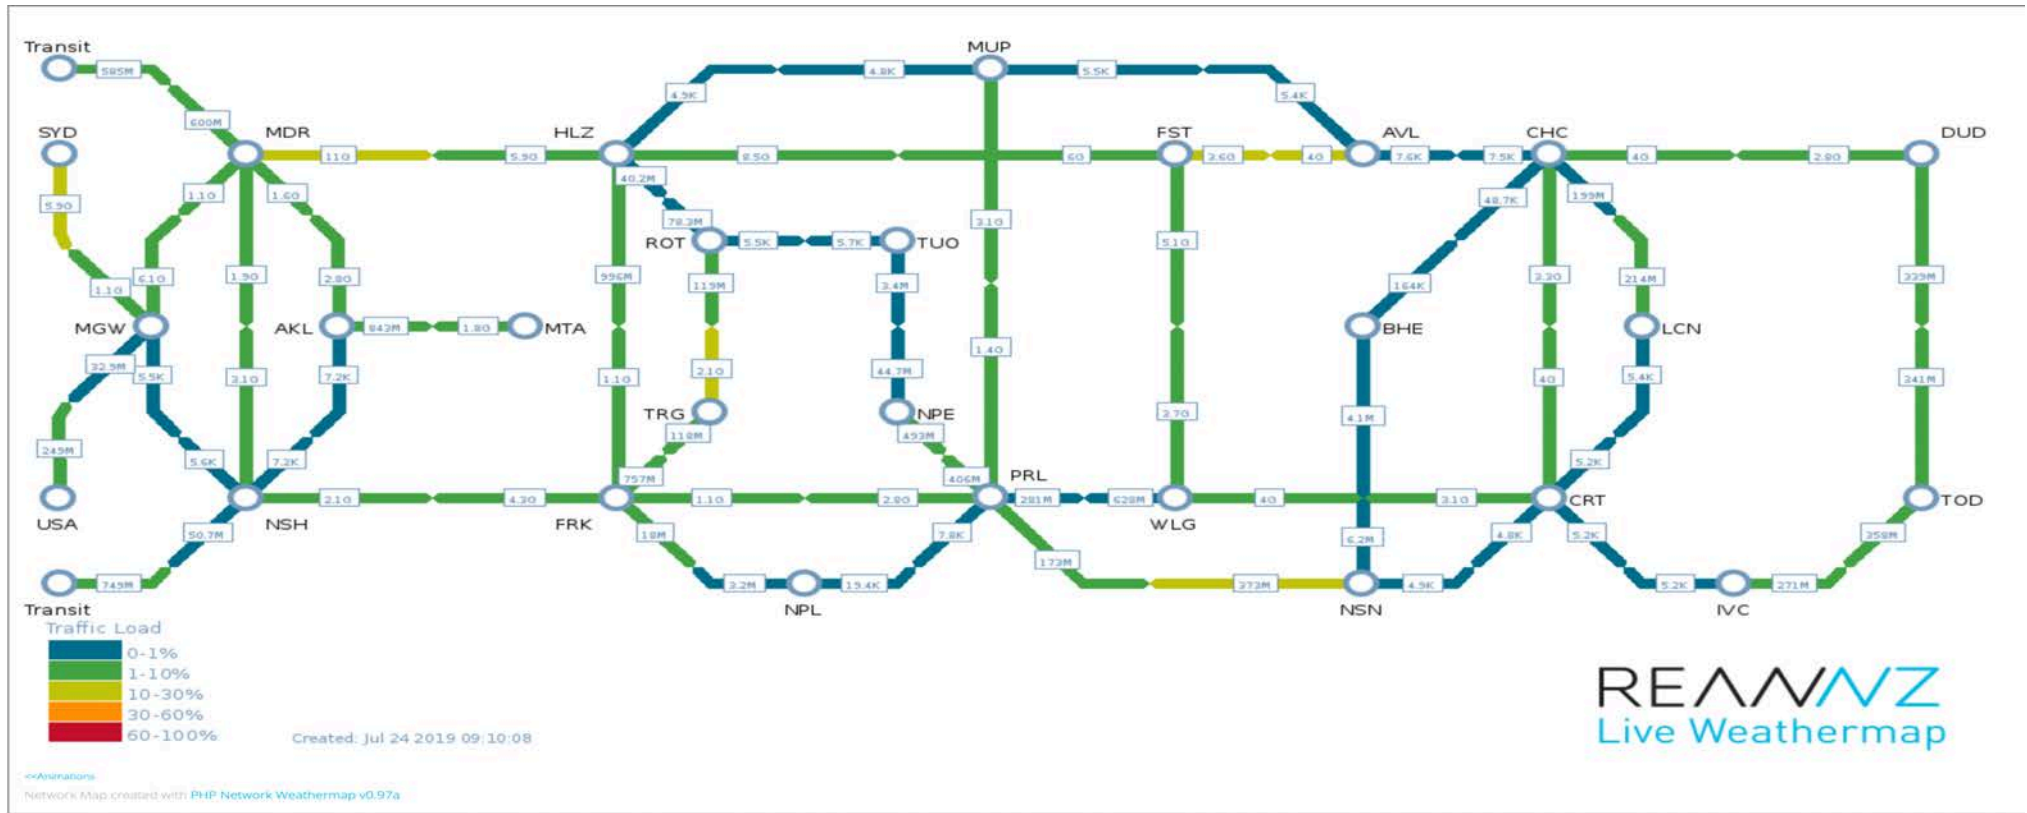 Transit
MUP
585M
4.8K
5.5K
4.9K
5.4K
600M
SYD
MDR
HLZ
FST
AVL
CHC
DUD
11G
5.9G
8.5G
6G
3.6G
4G
7.6K
7.5K
4G
2.8G
40.2M
1.1G
1.6G
48.7K
199M
5.9G
78.3M
3.1G
ROT
5.5K
5.7K
TUO
5.1G
6.1G
1.9G
2.8G
996M
119M
3.4M
164K
3.3G
214M
339M
1.1G
MGW
AKL
843M
1.8G
MTA
BHE
LCN
1.4G
32.9M
5.5K
3.1G
7.2K
1.1G
2.1G
44.7M
4G
5.4K
341M
TRG
NPE
3.7G
4.1M
118M
493M
249M
5.6K
7.2K
757M
406M
5.2K
PRL
USA
NSH
2.1G
4.3G
FRK
1.1G
2.8G
281M
628M
WLG
4G
3.1G
CRT
TOD
50.7M
18M
7.8K
173M
6.2M
4.8K
5.2K
358M
749M
3.2M
19.4K
373M
4.9K
5.2K
271M
Transit
NPL
NSN
IVC
Traffic Load
0-1%
1-10%
10-30%
30-60%
60-100%
REANNZ
Live Weathermap
Created: Jul 24 2019 09:10:08
<<Animations
Network Map created with PHP Network Weathermap v0.97a